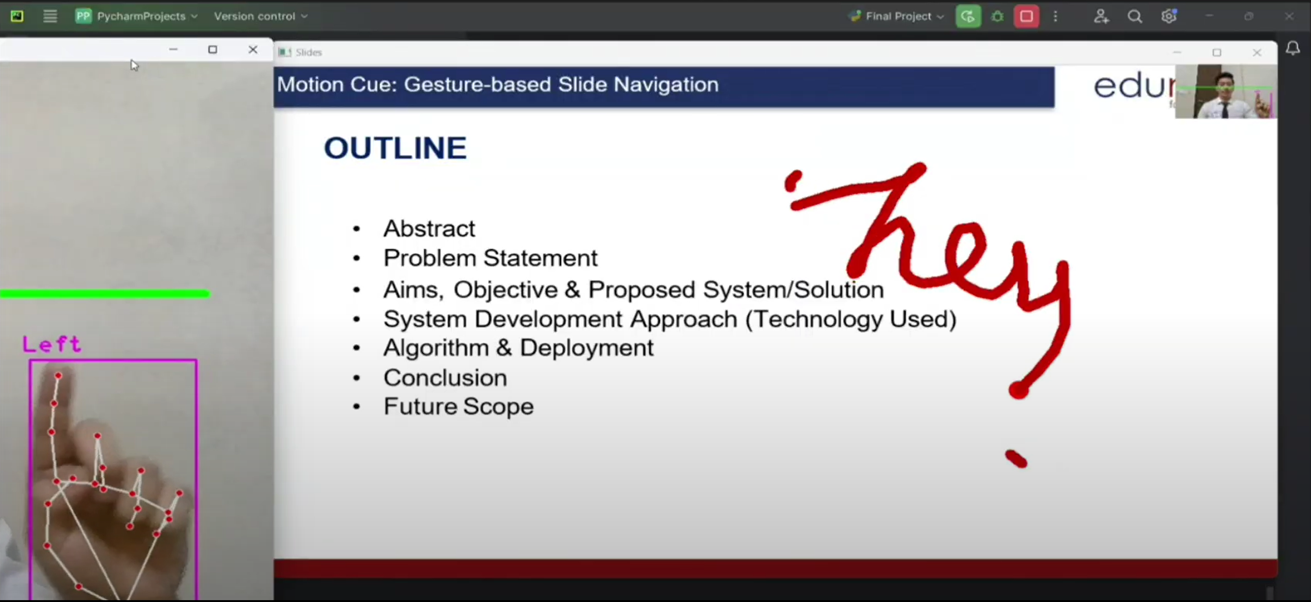 PP PycharmProjects Version control Final Project
Slides
Motion Cue: Gesture-based Slide Navigation
OUTLINE
hey
• Abstract
• Problem Statement
• Aims, Objective & Proposed System/Solution
• System Development Approach (Technology Used)
• Algorithm & Deployment
• Conclusion
• Future Scope
Left